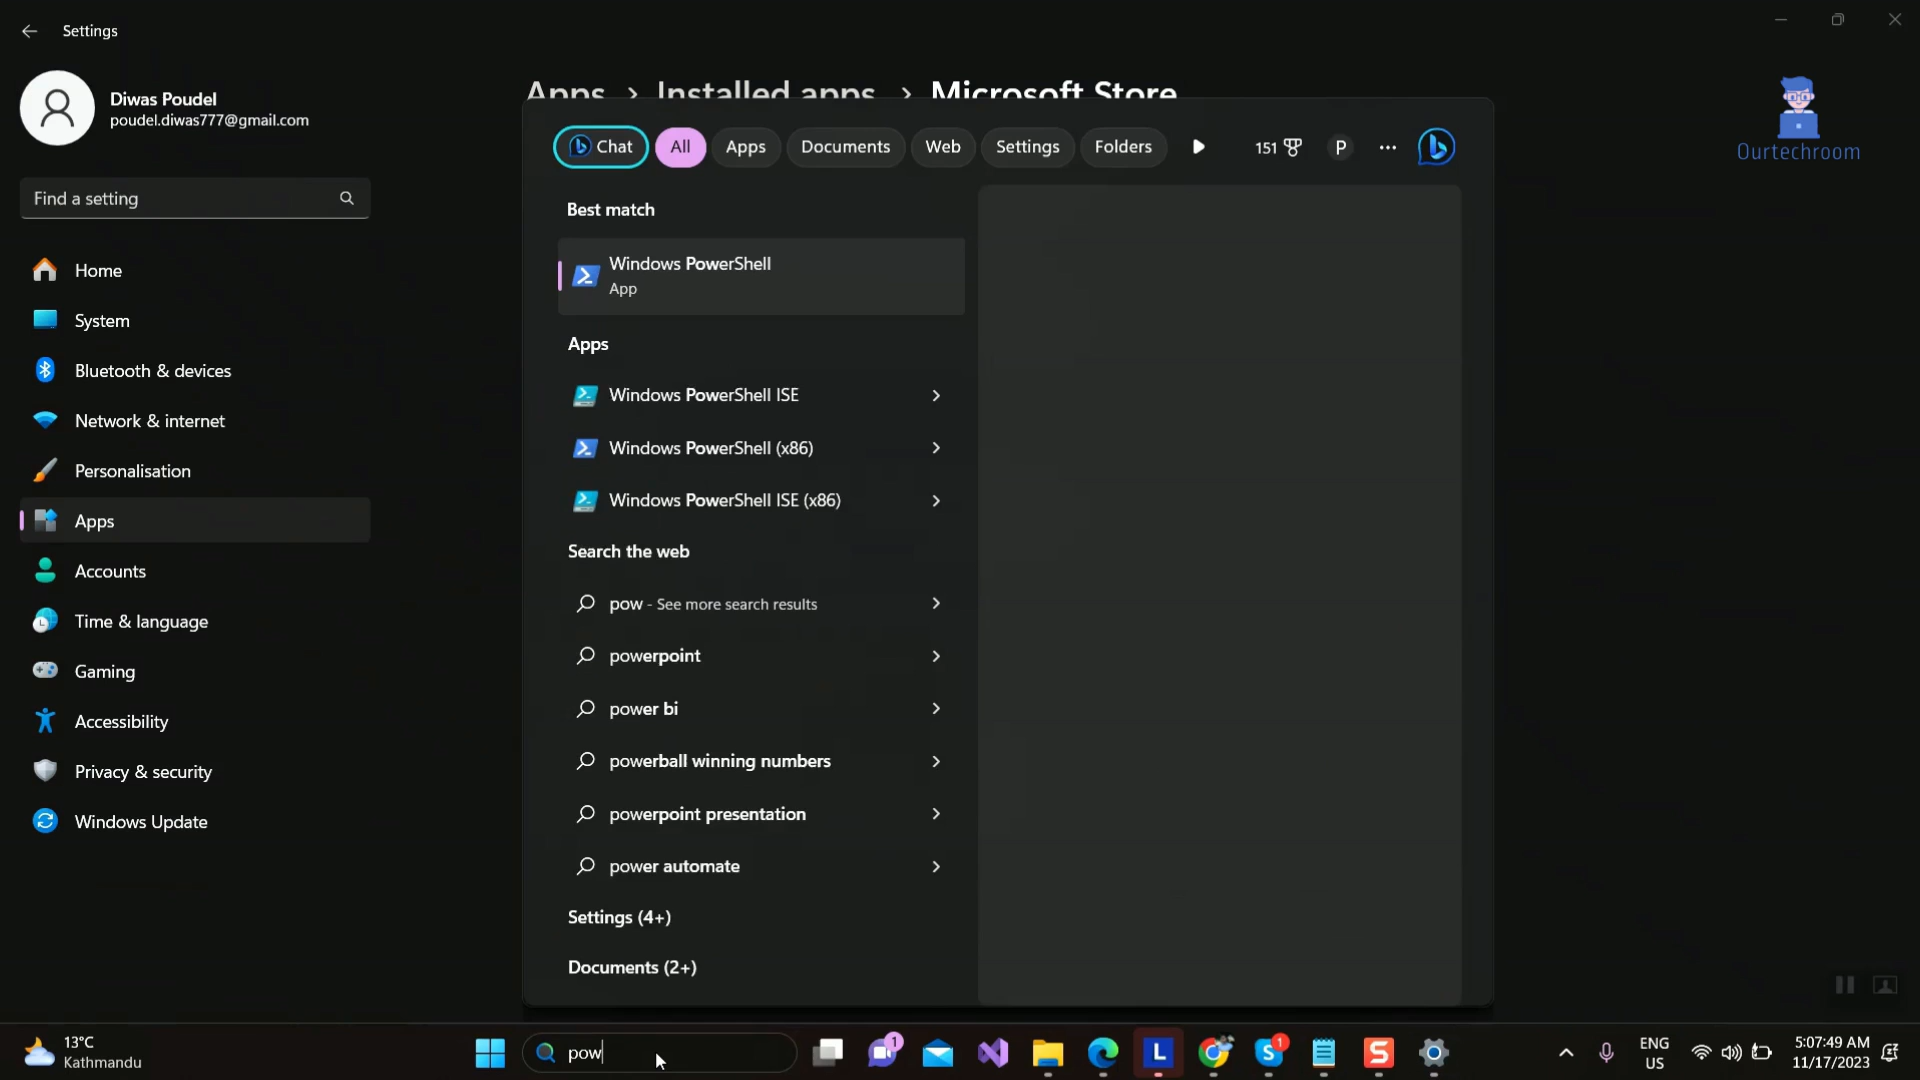 Settings
Diwas Poudel
poudel.diwas777@gmail.com
Find a setting
Home
System
Bluetooth & devices
Network & internet
Personalisation
Apps
Accounts
Time & language
Gaming
Accessibility
Privacy & security
Windows Update
Apps > Installed apps > Microsoft Store
Chat All Apps Documents Web Settings Folders 151 P
Best match
Windows PowerShell
App
Apps
Windows PowerShell ISE
Windows PowerShell (x86)
Windows PowerShell ISE (x86)
Search the web
pow - See more search results
powerpoint
power bi
powerball winning numbers
powerpoint presentation
power automate
Settings (4+)
Documents (2+)
Ourtechroom
13°C
Kathmandu
pow
1
L
S 1
S
ENG
US
5:07:49 AM
11/17/2023